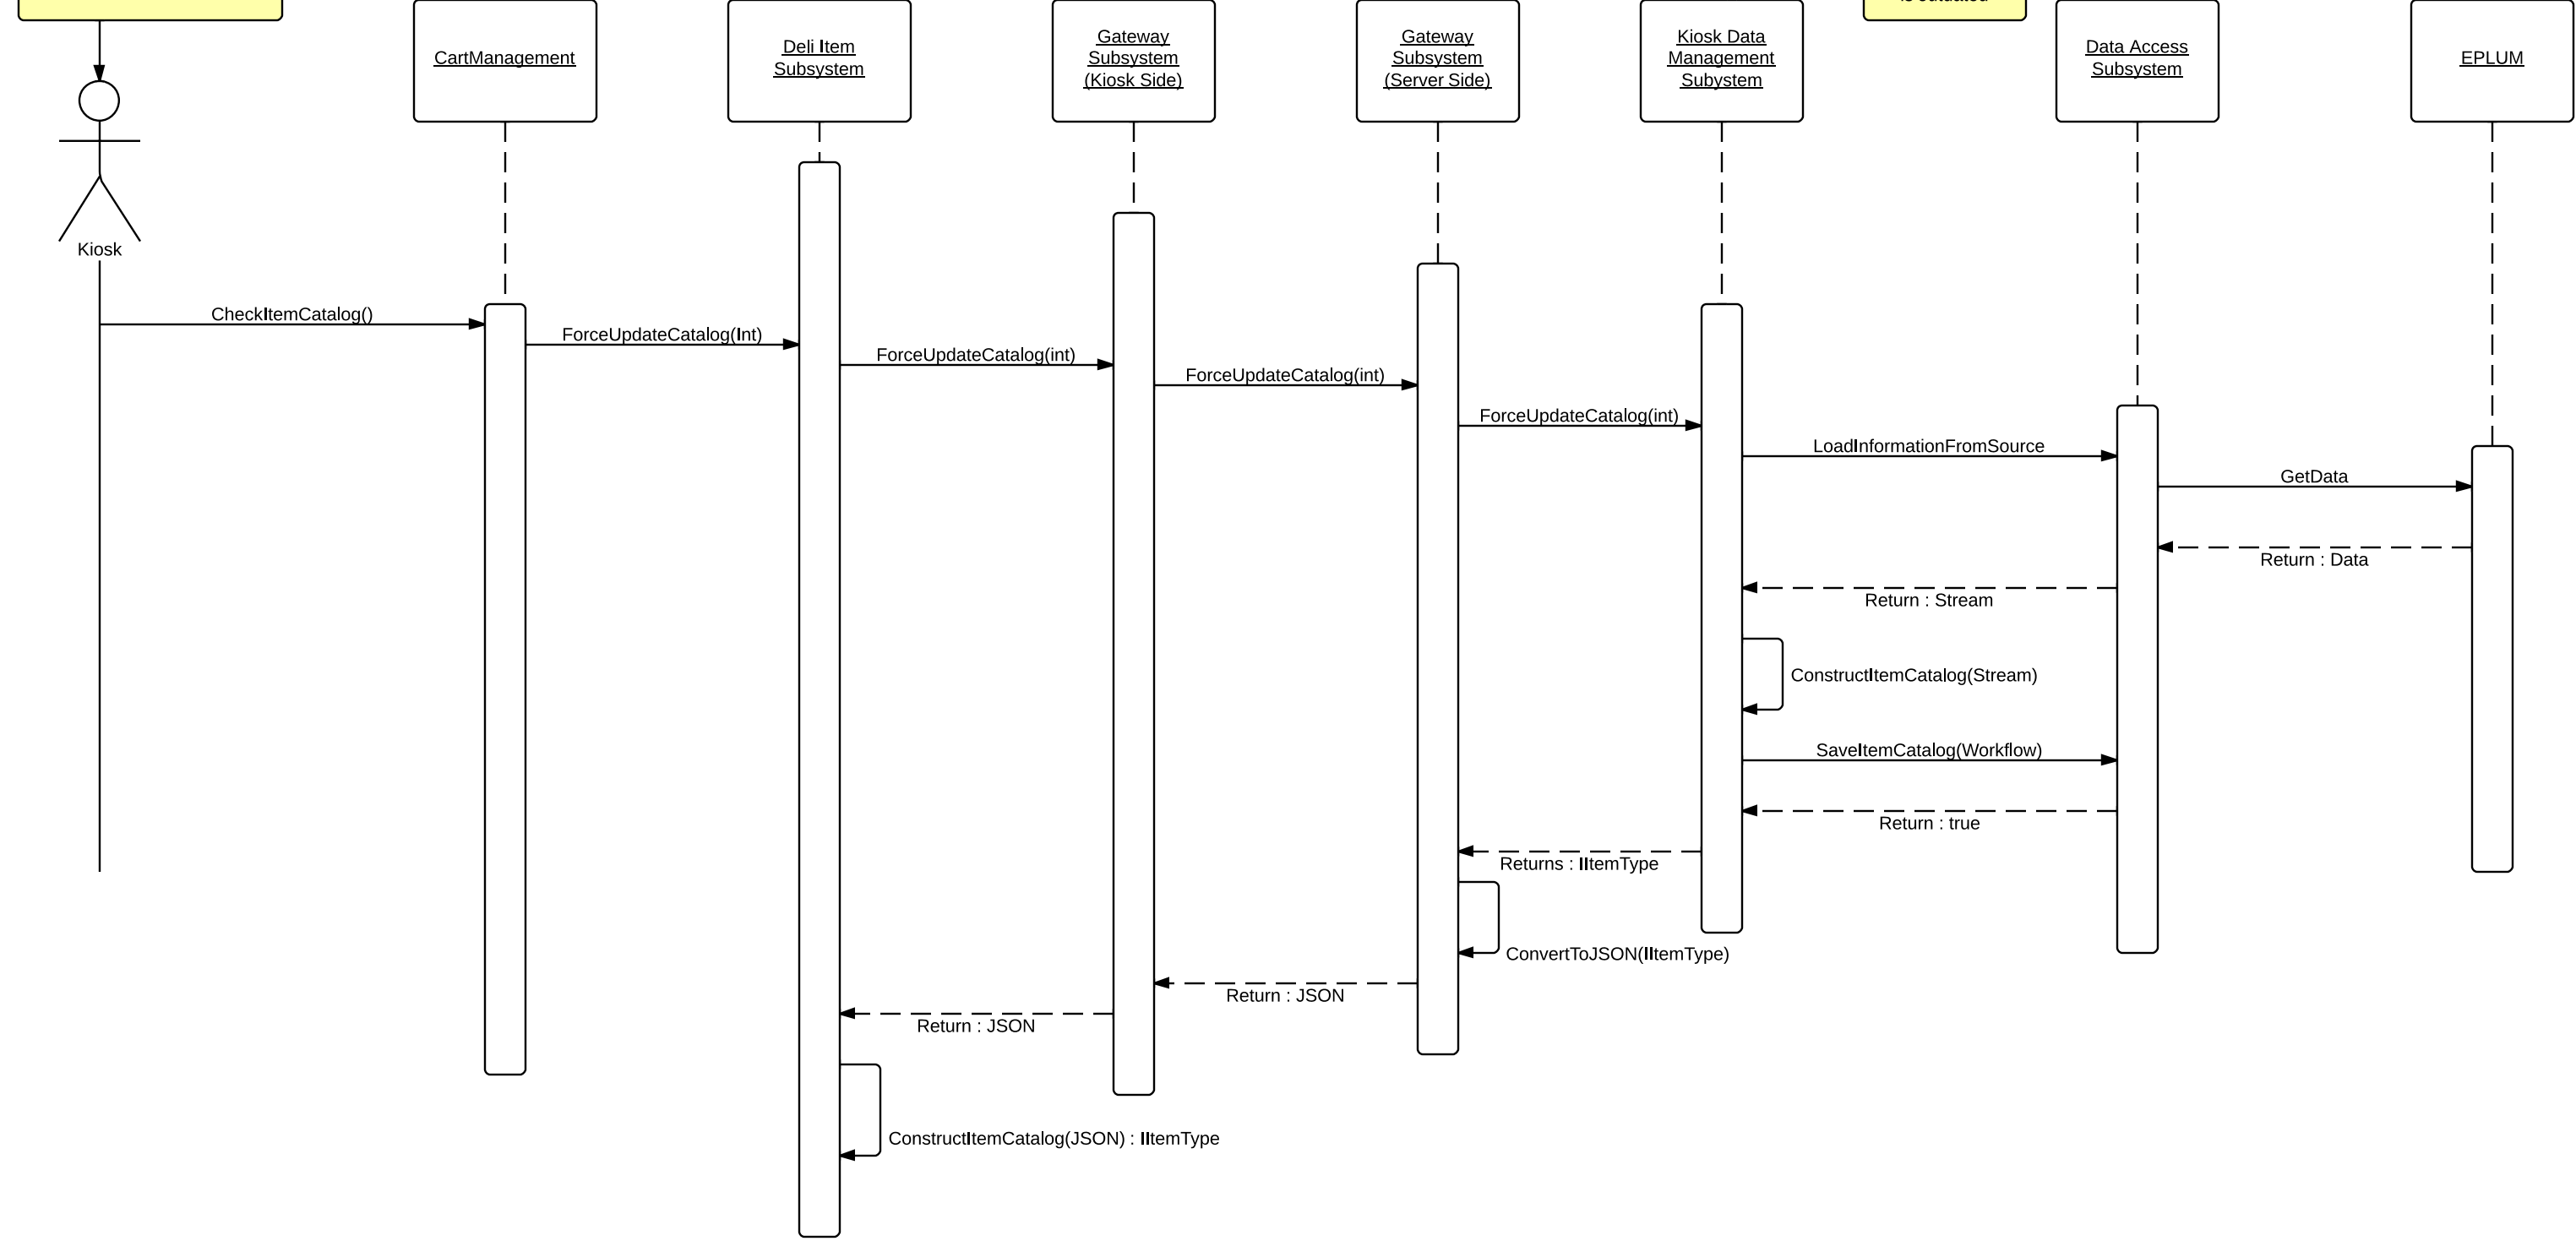 is outdated
CartManagement
Deli Item
Subsystem
Gateway
Subsystem
(Kiosk Side)
Gateway
Subsystem
(Server Side)
Kiosk Data
Management
Subystem
Data Access
Subsystem
EPLUM
Kiosk
CheckItemCatalog()
ForceUpdateCatalog(Int)
ForceUpdateCatalog(int)
ForceUpdateCatalog(int)
ForceUpdateCatalog(int)
LoadInformationFromSource
GetData
Return : Data
Return : Stream
ConstructItemCatalog(Stream)
SaveItemCatalog(Workflow)
Return : true
Returns : IItemType
ConvertToJSON(IItemType)
Return : JSON
Return : JSON
ConstructItemCatalog(JSON) : IItemType